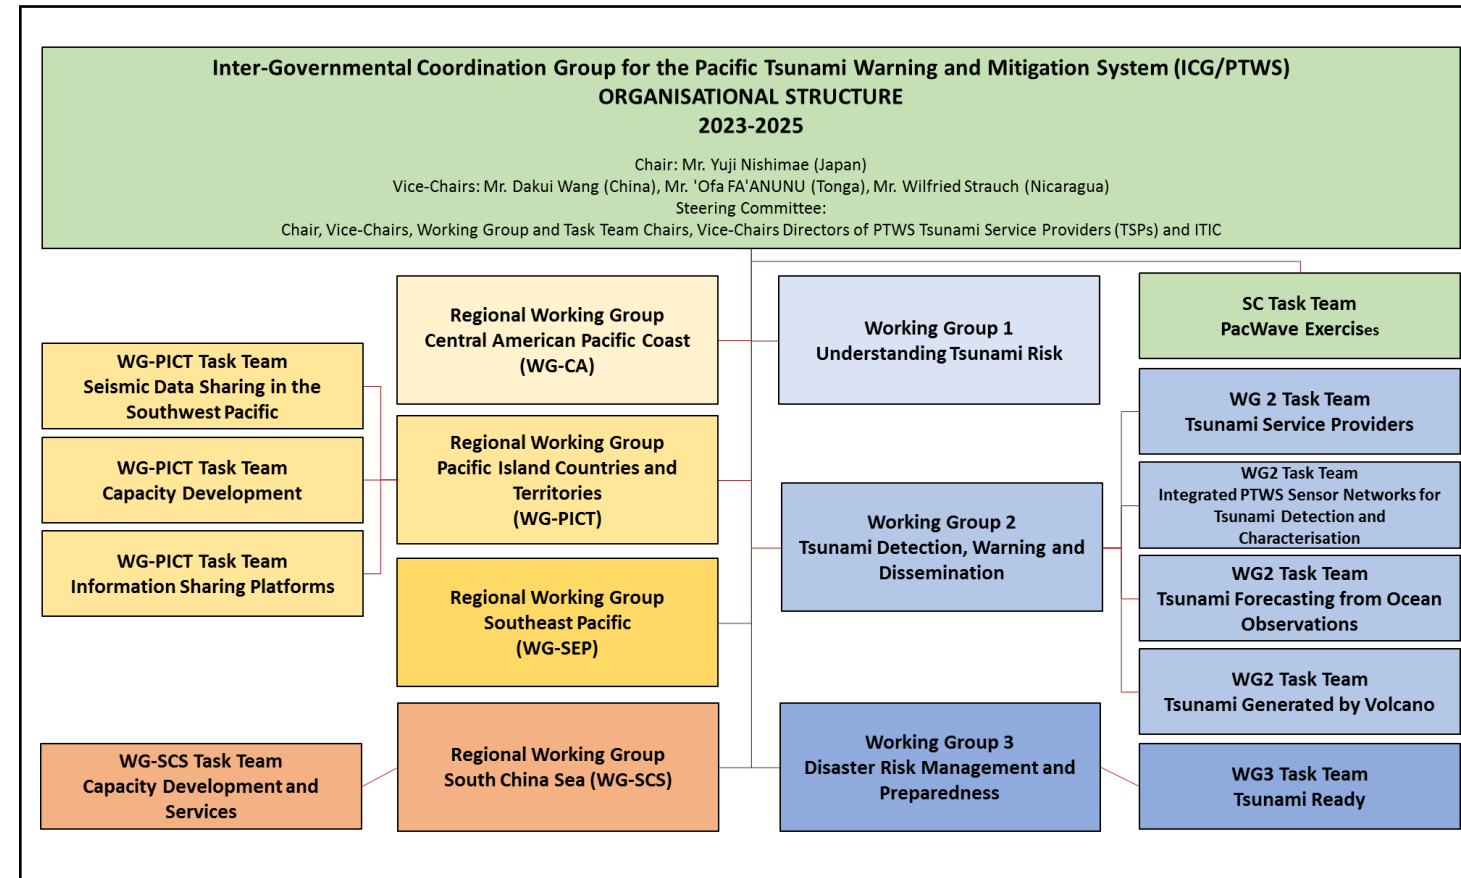 Inter-Governmental Coordination Group for the Pacific Tsunami Warning and Mitigation System (ICG/PTWS)
ORGANISATIONAL STRUCTURE
2023-2025
Chair: Mr. Yuji Nishimae (Japan)
Vice-Chairs: Mr. Dakui Wang (China), Mr. 'Ofa FA'ANUNU (Tonga), Mr. Wilfried Strauch (Nicaragua)
Steering Committee:
Chair, Vice-Chairs, Working Group and Task Team Chairs, Vice-Chairs Directors of PTWS Tsunami Service Providers (TSPs) and ITIC
WG-PICT Task Team
Seismic Data Sharing in the
Southwest Pacific
WG-PICT Task Team
Capacity Development
WG-PICT Task Team
Information Sharing Platforms
WG-SCS Task Team
Capacity Development and
Services
Regional Working Group
Central American Pacific Coast
(WG-CA)
Regional Working Group
Pacific Island Countries and
Territories
(WG-PICT)
Regional Working Group
Southeast Pacific
(WG-SEP)
Regional Working Group
South China Sea (WG-SCS)
Working Group 1
Understanding Tsunami Risk
Working Group 2
Tsunami Detection, Warning and
Dissemination
Working Group 3
Disaster Risk Management and
Preparedness
SC Task Team
PacWave Exercises
WG 2 Task Team
Tsunami Service Providers
WG2 Task Team
Integrated PTWS Sensor Networks for
Tsunami Detection and
Characterisation
WG2 Task Team
Tsunami Forecasting from Ocean
Observations
WG2 Task Team
Tsunami Generated by Volcano
WG3 Task Team
Tsunami Ready